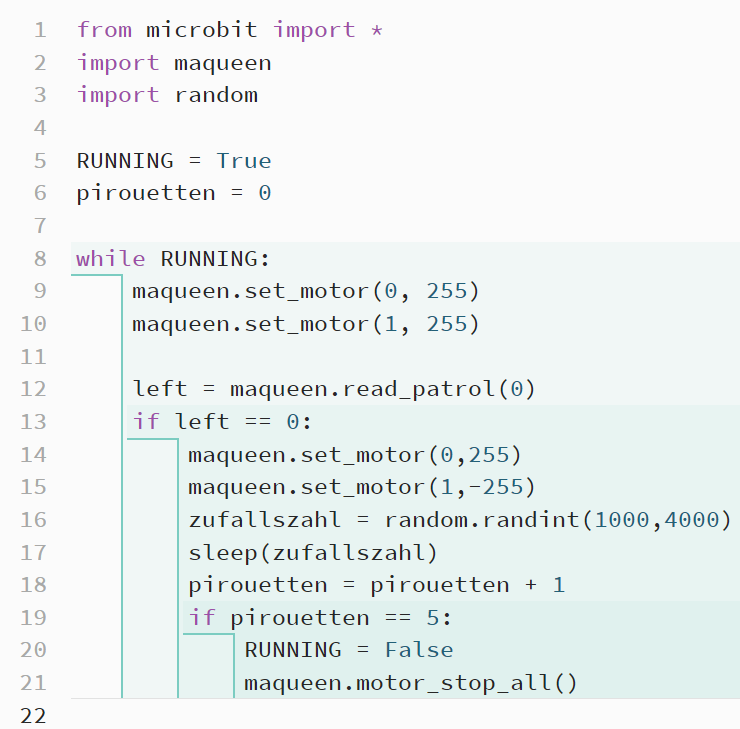 1 from microbit import *
2 import maqueen
3 import random
4
5 RUNNING = True
6 pirouetten = 0
7
8 while RUNNING:
9 maqueen.set_motor(0, 255)
10 maqueen.set_motor(1, 255)
11
12 left = maqueen.read_patrol(0)
13 if left == 0:
14 maqueen.set_motor(0,255)
15 maqueen.set_motor(1,-255)
16 zufallszahl = random.randint(1000,4000)
17 sleep(zufallszahl)
18 pirouetten = pirouetten + 1
19 if pirouetten == 5:
20 RUNNING = False
21 maqueen.motor_stop_all()
22